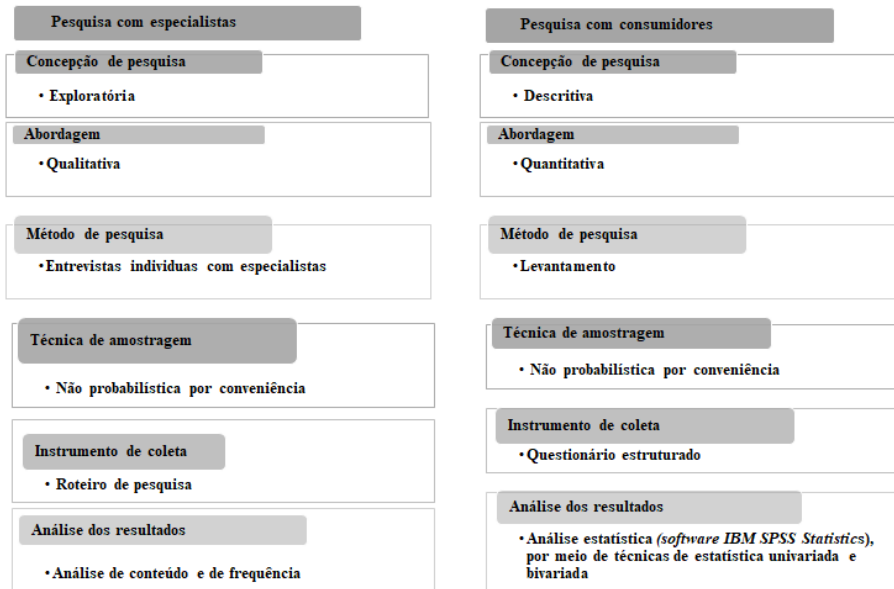 Pesquisa com especialistas
Concepção de pesquisa
• Exploratória
Abordagem
• Qualitativa
Método de pesquisa
• Entrevistas individuas com especialistas
Técnica de amostragem
• Não probabilística por conveniência
Instrumento de coleta
• Roteiro de pesquisa
Análise dos resultados
• Análise de conteúdo e de frequência
Pesquisa com consumidores
Concepção de pesquisa
• Descritiva
Abordagem
• Quantitativa
Método de pesquisa
• Levantamento
Técnica de amostragem
• Não probabilística por conveniência
Instrumento de coleta
• Questionário estruturado
Análise dos resultados
• Análise estatística (software IBM SPSS Statistics),
por meio de técnicas de estatística univariada e
bivariada